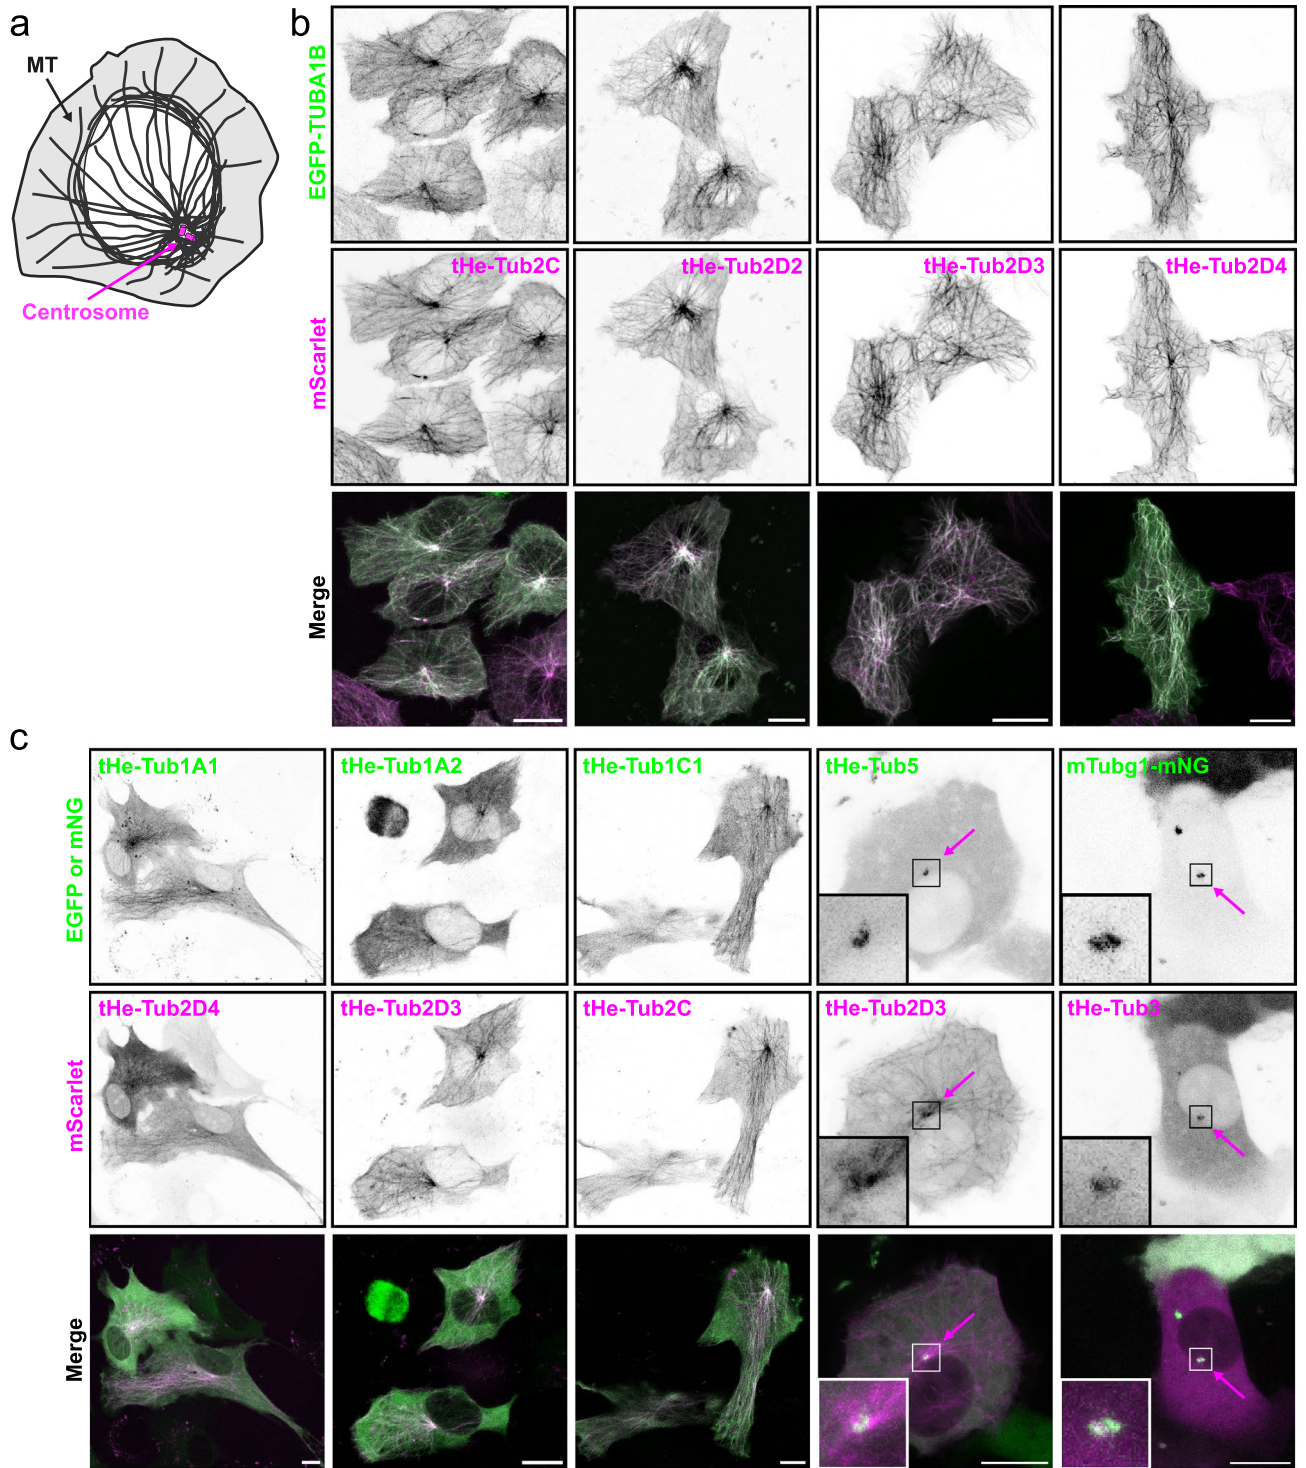 a
MT
Centrosome
b
EGFP-TUBA1B
mScarlet
tHe-Tub2C
tHe-Tub2D2
tHe-Tub2D3
tHe-Tub2D4
Merge
c
EGFP or mNG
tHe-Tub1A1
tHe-Tub1A2
tHe-Tub1C1
tHe-Tub5
mTubg1-mNG
mScarlet
tHe-Tub2D4
tHe-Tub2D3
tHe-Tub2C
tHe-Tub2D3
tHe-Tub3
Merge